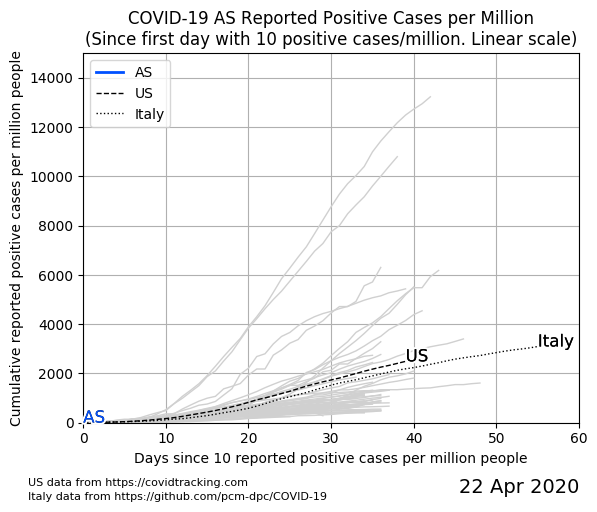 COVID-19 AS Reported Positive Cases per Million
(Since first day with 10 positive cases/million. Linear scale)
Cumulative reported positive cases per million people
14000
12000
10000
8000
6000
4000
2000
0
AS
US
Italy
AS
US
Italy
0 10 20 30 40 50 60
Days since 10 reported positive cases per million people
US data from https://covidtracking.com
Italy data from https://github.com/pcm-dpc/COVID-19
22 Apr 2020